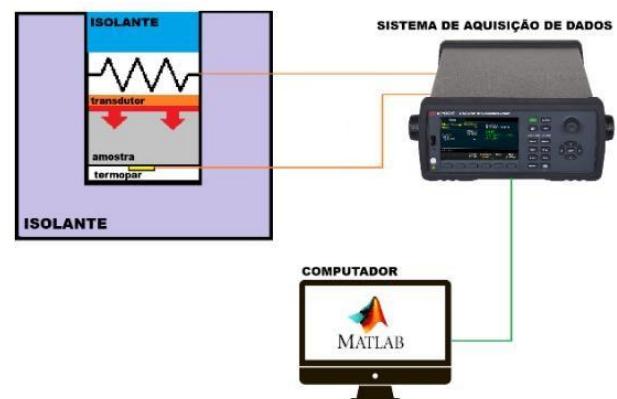 ISOLANTE
SISTEMA DE AQUISIÇÃO DE DADOS
transdutor
amostra
termopar
ISOLANTE
COMPUTADOR
MATLAB